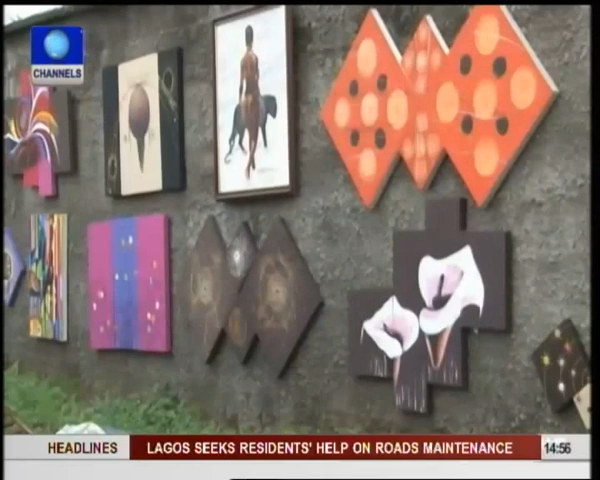 CHANNELS
HEADLINES LAGOS SEEKS RESIDENTS' HELP ON ROADS MAINTENANCE 14:56